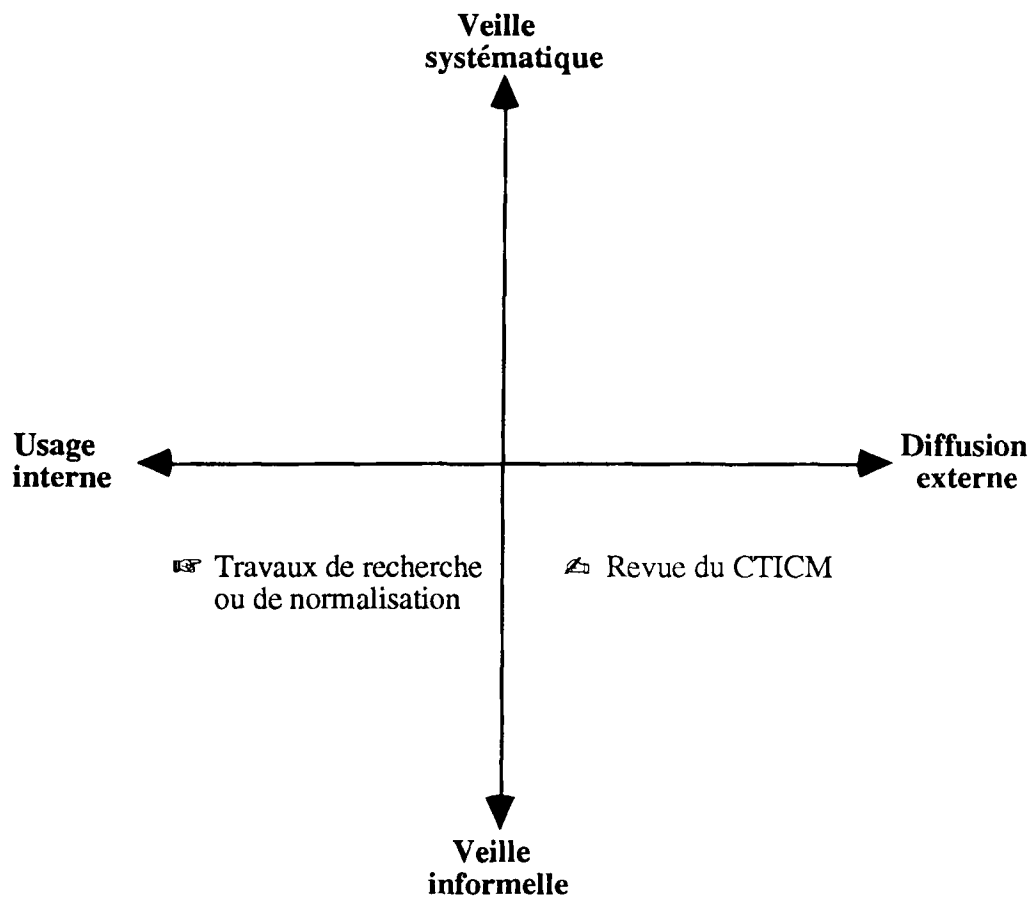 Veille
systématique
Usage
interne
Diffusion
externe
☞ Travaux de recherche
ou de normalisation
✍ Revue du CTICM
Veille
informelle